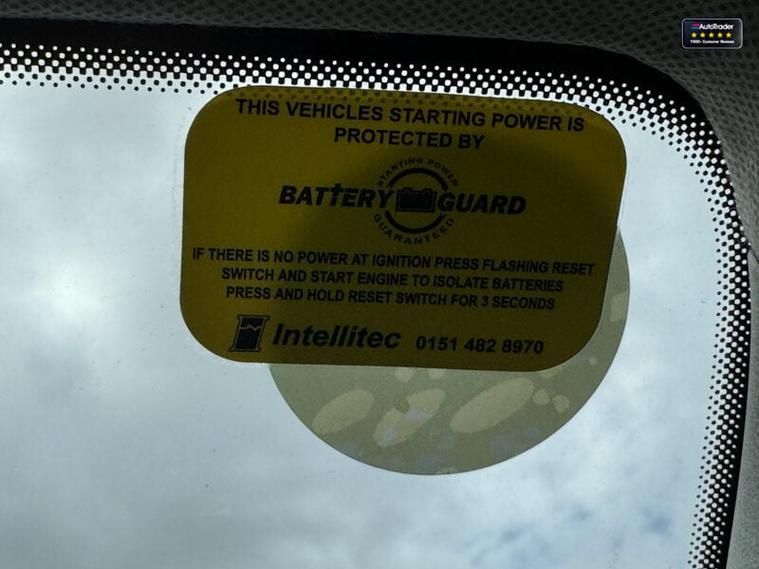 AutoTrader
THIS VEHICLES STARTING POWER IS
PROTECTED BY
STARTING POWER
BATTERY GUARD
GUARANTEED
IF THERE IS NO POWER AT IGNITION PRESS FLASHING RESET
SWITCH AND START ENGINE TO ISOLATE BATTERIES
PRESS AND HOLD RESET SWITCH FOR 3 SECONDS
Intellitec 0151 482 8970